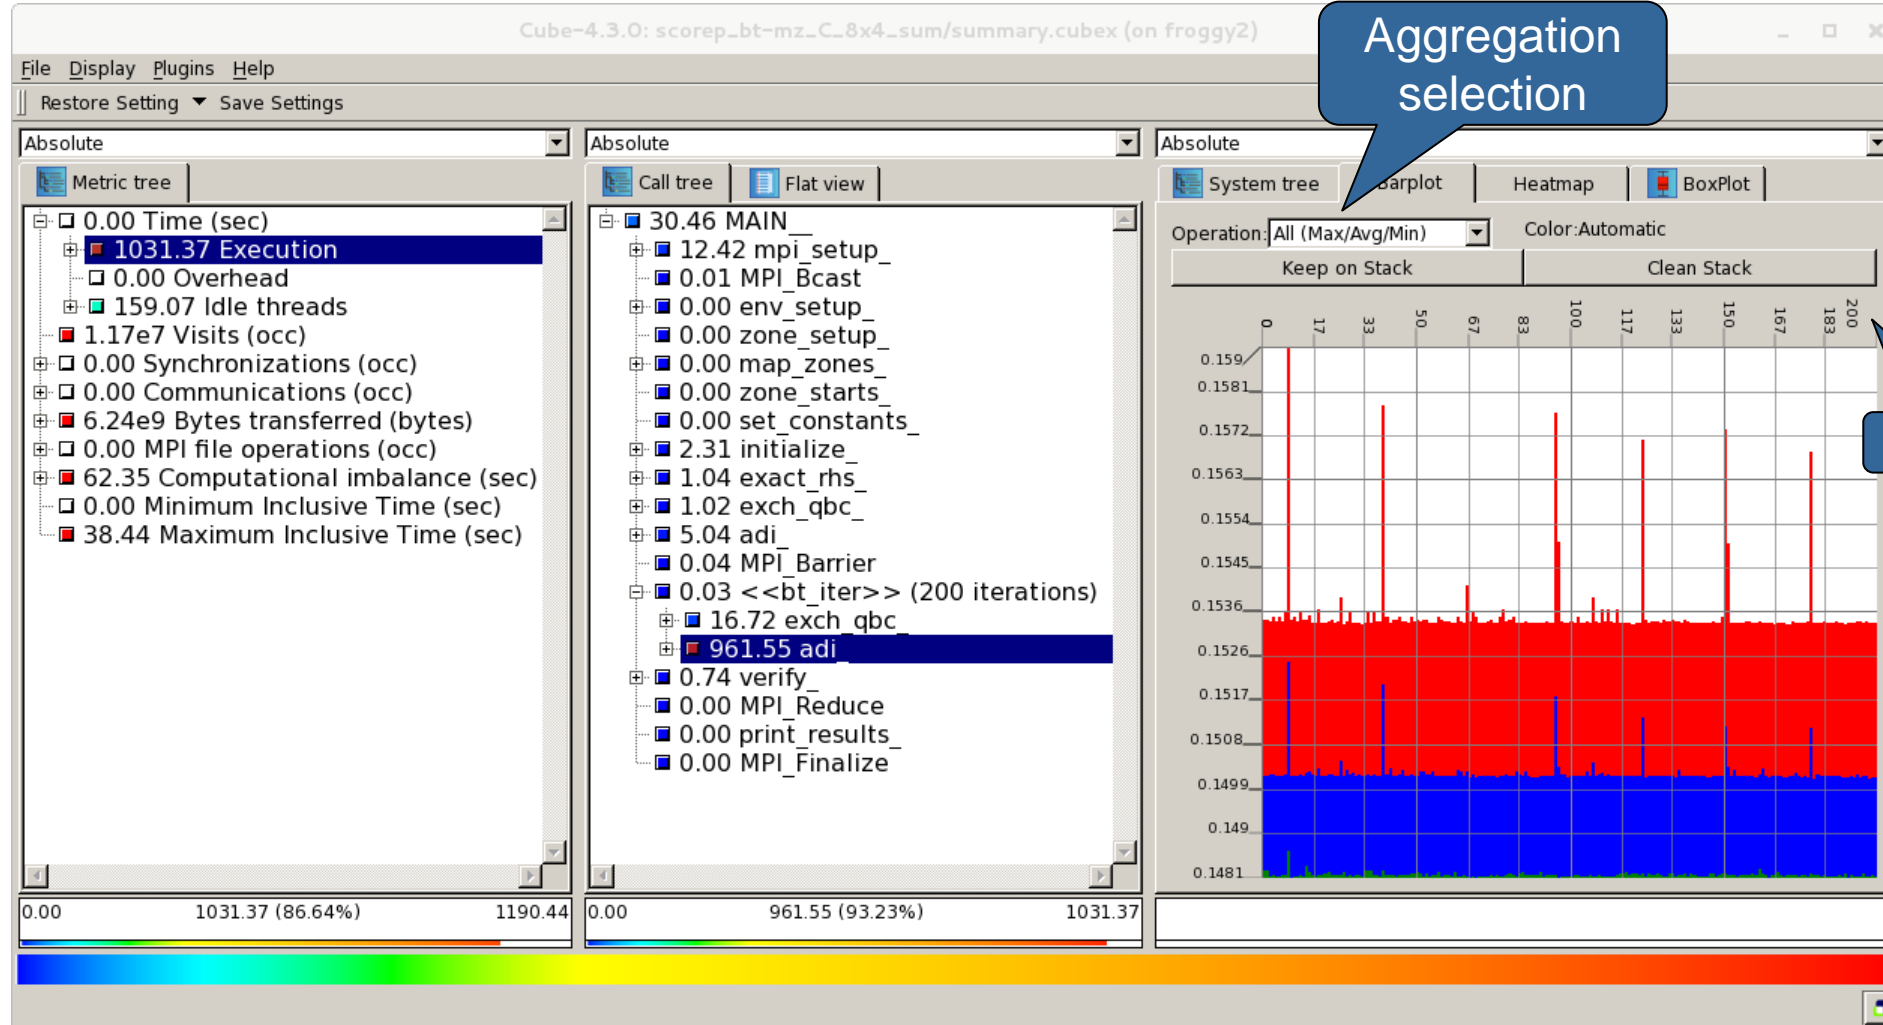 Cube-4.3.0: scorep_bt-mz_C_8x4_sum/summary.cubex (on froggy2)
Aggregation
selection
File Display Plugins Help
Restore Setting Save Settings
Absolute
Metric tree
0.00 Time (sec)
1031.37 Execution
0.00 Overhead
159.07 Idle threads
1.17e7 Visits (occ)
0.00 Synchronizations (occ)
0.00 Communications (occ)
6.24e9 Bytes transferred (bytes)
0.00 MPI file operations (occ)
62.35 Computational imbalance (sec)
0.00 Minimum Inclusive Time (sec)
38.44 Maximum Inclusive Time (sec)
0.00 1031.37 (86.64%) 1190.44
Absolute
Call tree Flat view
30.46 MAIN__
12.42 mpi_setup_
0.01 MPI_Bcast
0.00 env_setup_
0.00 zone_setup_
0.00 map_zones_
0.00 zone_starts_
0.00 set_constants_
2.31 initialize_
1.04 exact_rhs_
1.02 exch_qbc_
5.04 adi_
0.04 MPI_Barrier
0.03 <<bt_iter>> (200 iterations)
16.72 exch_qbc_
961.55 adi_
0.74 verify_
0.00 MPI_Reduce
0.00 print_results_
0.00 MPI_Finalize
0.00 961.55 (93.23%) 1031.37
Absolute
System tree Barplot Heatmap BoxPlot
Operation: All (Max/Avg/Min) Color:Automatic
Keep on Stack Clean Stack
0 17 33 50 67 83 100 117 133 150 167 183 200
0.159
0.1581
0.1572
0.1563
0.1554
0.1545
0.1536
0.1526
0.1517
0.1508
0.1499
0.149
0.1481